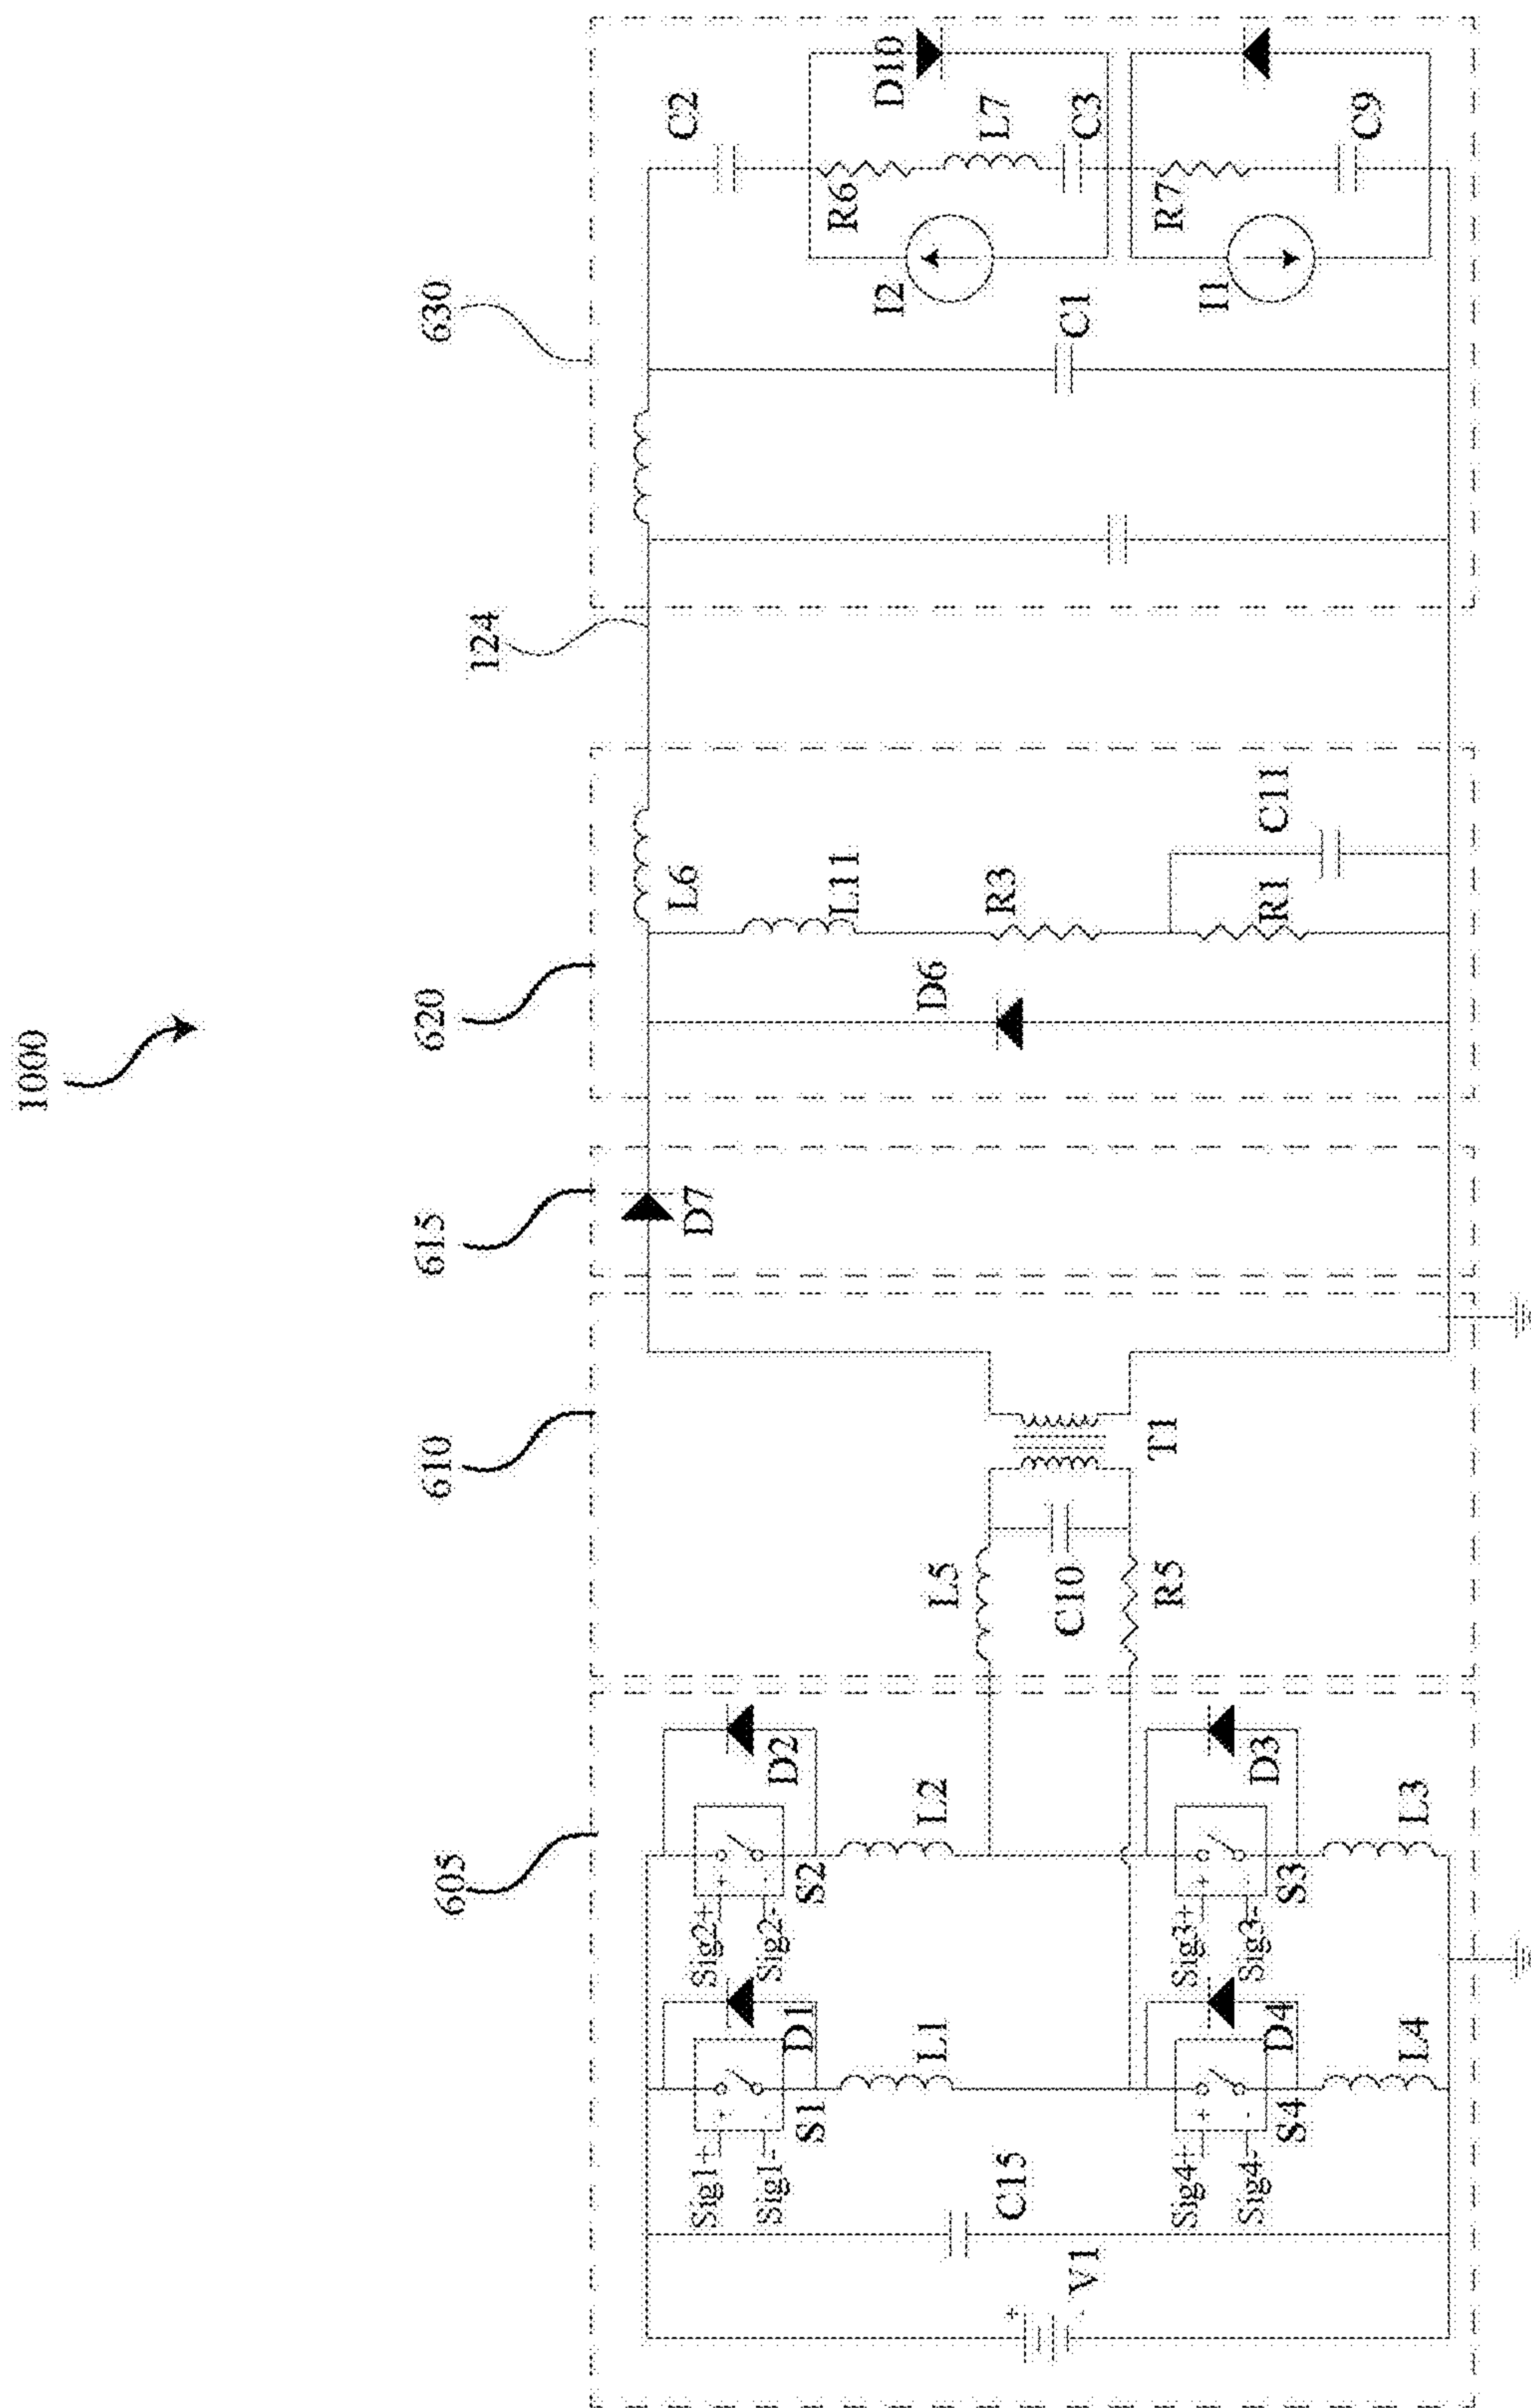 1000
605
610
615
620
124
630
Sig1+
Sig1-
S1
D1
Sig2+
Sig2-
S2
D2
L1
L2
C15
V1
+
-
Sig4+
Sig4-
S4
D4
Sig3+
Sig3-
S3
D3
L4
L3
L5
C10
R5
T1
D7
D6
L6
L11
R3
R1
C11
C1
C2
I2
R6
L7
C3
D10
I1
R7
C9